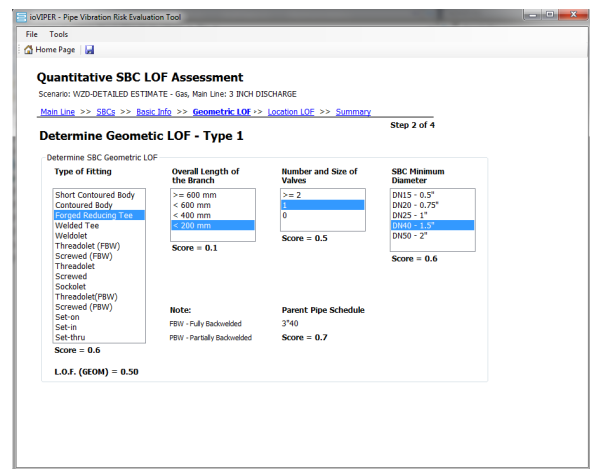 ioVIPER - Pipe Vibration Risk Evaluation Tool
File Tools
Home Page
Quantitative SBC LOF Assessment
Scenario: WZD-DETAILED ESTIMATE - Gas, Main Line: 3 INCH DISCHARGE
Main Line >> SBCs >> Basic Info >> Geometric LOF >> Location LOF >> Summary
Step 2 of 4
Determine Geometic LOF - Type 1
Determine SBC Geometric LOF
Type of Fitting
Short Contoured Body
Contoured Body
Forged Reducing Tee
Welded Tee
Weldolet
Threadolet (FBW)
Screwed (FBW)
Threadolet
Screwed
Sockolet
Threadolet(PBW)
Screwed (PBW)
Set-on
Set-in
Set-thru
Score = 0.6
L.O.F. (GEOM) = 0.50
Overall Length of
the Branch
>= 600 mm
< 600 mm
< 400 mm
< 200 mm
Score = 0.1
Note:
FBW - Fully Backwelded
PBW - Partially Backwelded
Number and Size of
Valves
>= 2
1
0
Score = 0.5
Parent Pipe Schedule
3"40
Score = 0.7
SBC Minimum
Diameter
DN15 - 0.5"
DN20 - 0.75"
DN25 - 1"
DN40 - 1.5"
DN50 - 2"
Score = 0.6